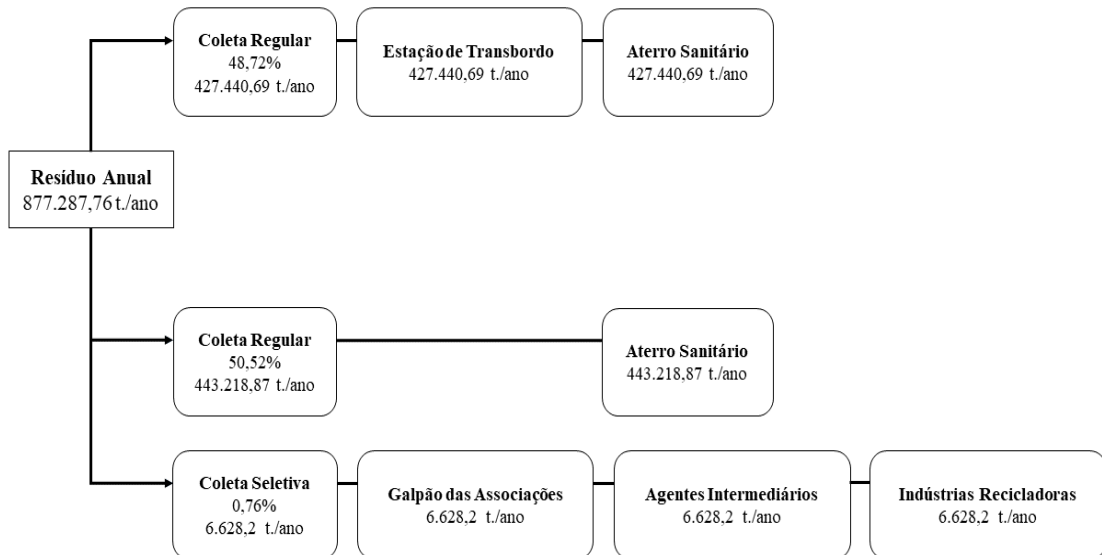 Coleta Regular
48,72%
427.440,69 t./ano
Estação de Transbordo
427.440,69 t./ano
Aterro Sanitário
427.440,69 t./ano
Resíduo Anual
877.287,76 t./ano
Coleta Regular
50,52%
443.218,87 t./ano
Aterro Sanitário
443.218,87 t./ano
Coleta Seletiva
0,76%
6.628,2 t./ano
Galpão das Associações
6.628,2 t./ano
Agentes Intermediários
6.628,2 t./ano
Indústrias Recicladoras
6.628,2 t./ano